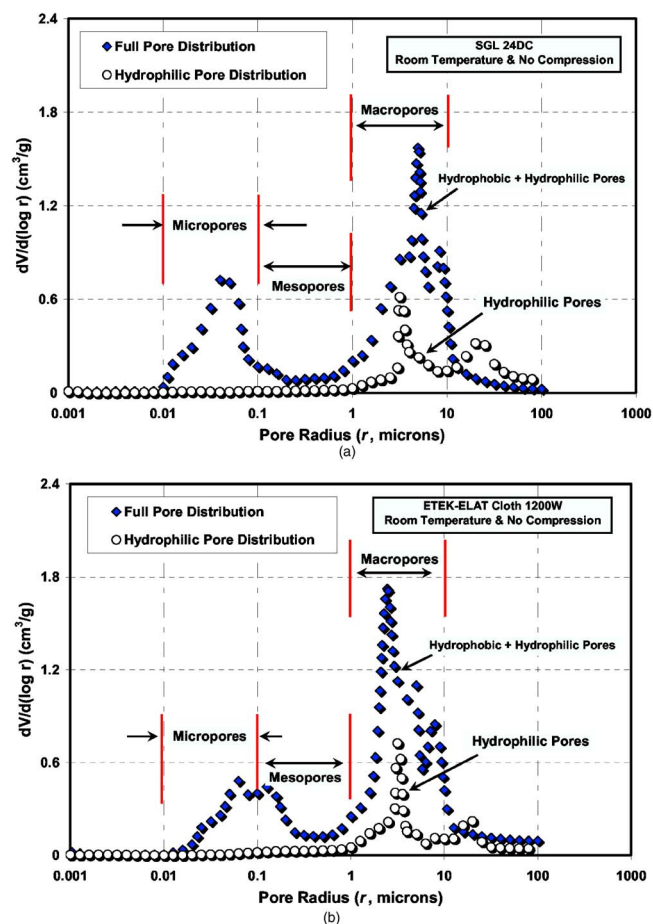 2.4
1.8
1.2
0.6
0
dV/d(log r) (cm³/g)
Full Pore Distribution
Hydrophilic Pore Distribution
SGL 24DC
Room Temperature & No Compression
Macropores
Hydrophobic + Hydrophilic Pores
Micropores
Mesopores
Hydrophilic Pores
0.001 0.01 0.1 1 10 100 1000
Pore Radius (r, microns)
(a)
2.4
1.8
1.2
0.6
0
dV/d(log r) (cm³/g)
Full Pore Distribution
Hydrophilic Pore Distribution
ETEK-ELAT Cloth 1200W
Room Temperature & No Compression
Macropores
Hydrophobic + Hydrophilic Pores
Micropores
Mesopores
Hydrophilic Pores
0.001 0.01 0.1 1 10 100 1000
Pore Radius (r, microns)
(b)